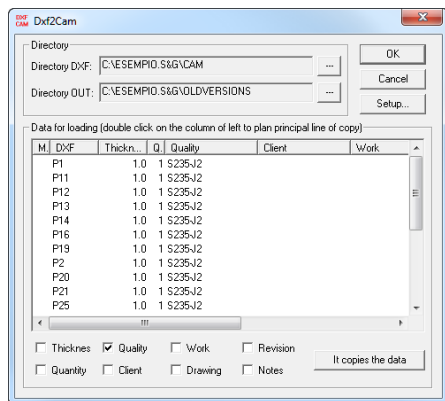 DXF CAM Dxf2Cam
Directory
Directory DXF: C:\ESEMPIO.S&G\CAM ...
Directory OUT: C:\ESEMPIO.S&G\OLDVERSIONS ...
OK
Cancel
Setup...
Data for loading (double click on the column of left to plan principal line of copy)
M. DXF Thickn... Q. Quality Client Work
P1 1.0 1 S235-J2
P11 1.0 1 S235-J2
P12 1.0 1 S235-J2
P13 1.0 1 S235-J2
P14 1.0 1 S235-J2
P16 1.0 1 S235-J2
P19 1.0 1 S235-J2
P2 1.0 1 S235-J2
P20 1.0 1 S235-J2
P21 1.0 1 S235-J2
P25 1.0 1 S235-J2
Thicknes Quality Work Revision
Quantity Client Drawing Notes
It copies the data